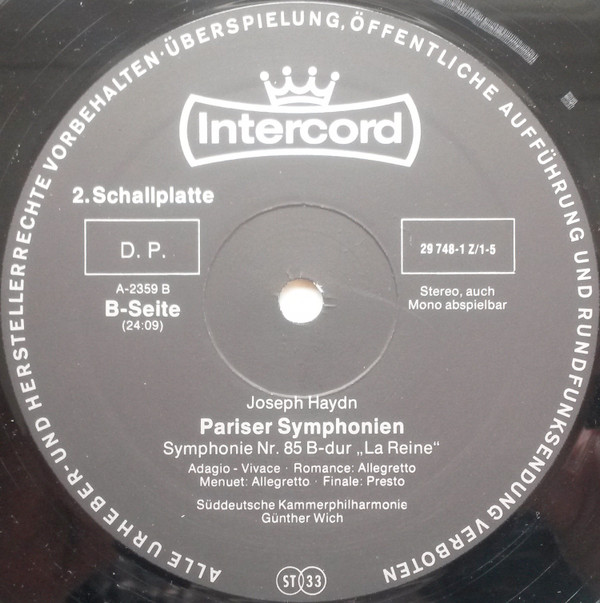 ALLE URHEBER- UND HERSTELLERRECHTE VORBEHALTEN · ÜBERSPIELUNG, ÖFFENTLICHE AUFFÜHRUNG UND RUNDFUNKSENDUNG VERBOTEN
Intercord
2. Schallplatte
D. P.
29 748-1 Z/1-5
A-2359 B
B-Seite
(24:09)
Stereo, auch
Mono abspielbar
Joseph Haydn
Pariser Symphonien
Symphonie Nr. 85 B-dur „La Reine“
Adagio - Vivace · Romance: Allegretto
Menuet: Allegretto · Finale: Presto
Süddeutsche Kammerphilharmonie
Günther Wich
ST 33